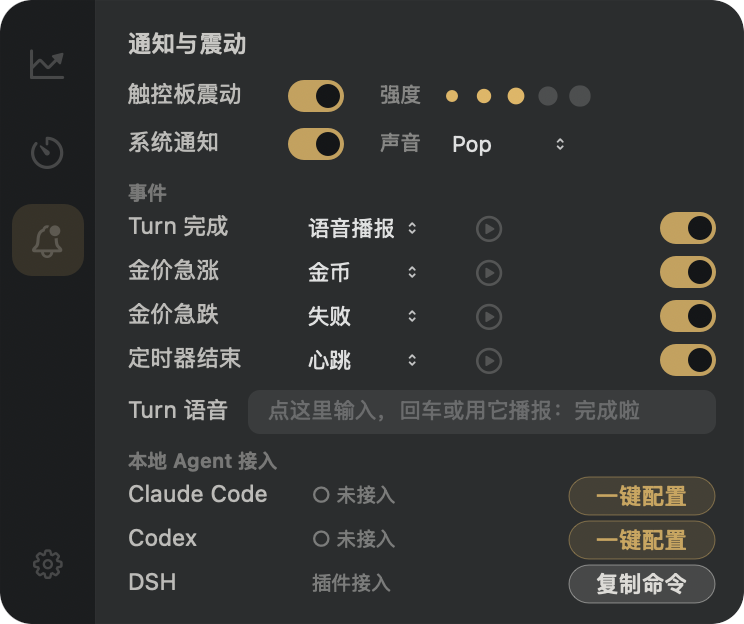 通知与震动
触控板震动 强度
系统通知 声音 Pop
事件
Turn 完成 语音播报
金价急涨 金币
金价急跌 失败
定时器结束 心跳
Turn 语音 点这里输入，回车或用它播报：完成啦
本地 Agent 接入
Claude Code 未接入 一键配置
Codex 未接入 一键配置
DSH 插件接入 复制命令